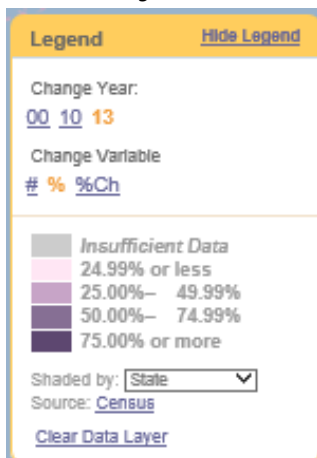 Legend Hide Legend
Change Year:
00 10 13
Change Variable
# % %Ch
Insufficient Data
24.99% or less
25.00%– 49.99%
50.00%– 74.99%
75.00% or more
Shaded by: State
Source: Census
Clear Data Layer